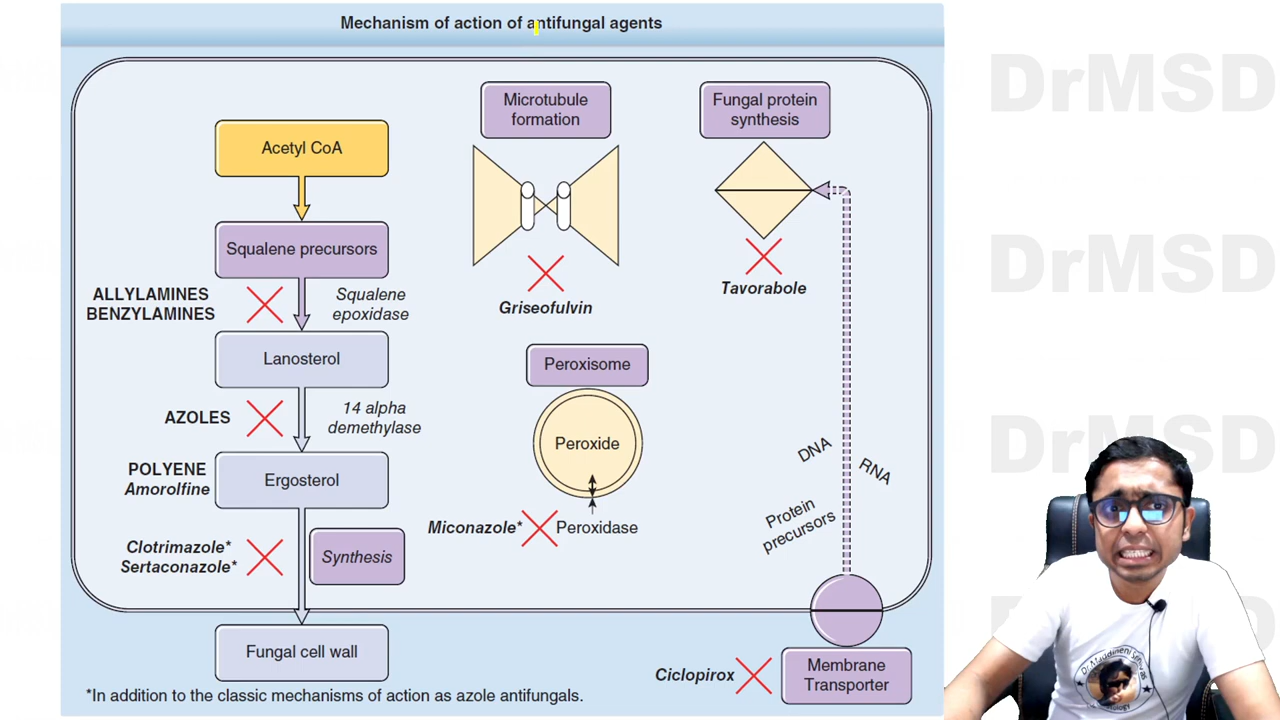 Mechanism of action of antifungal agents
Acetyl CoA
Squalene precursors
ALLYLAMINES
BENZYLAMINES
Squalene
epoxidase
Lanosterol
AZOLES
14 alpha
demethylase
POLYENE
Amorolfine
Ergosterol
Clotrimazole*
Sertaconazole*
Synthesis
Fungal cell wall
*In addition to the classic mechanisms of action as azole antifungals.
Microtubule
formation
Griseofulvin
Peroxisome
Peroxide
Miconazole*
Peroxidase
Fungal protein
synthesis
Tavorabole
DNA
RNA
Protein
precursors
Ciclopirox
Membrane
Transporter
DrMSD
DrMSD
DrMSD